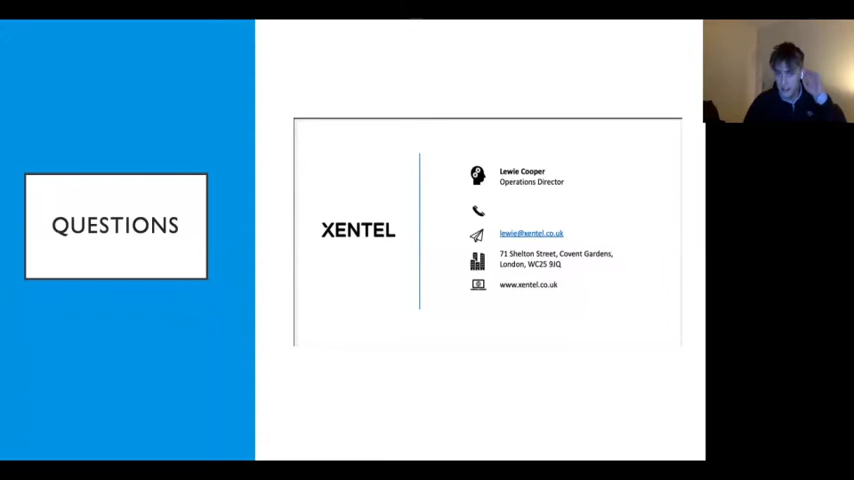 QUESTIONS
XENTEL
Lewie Cooper
Operations Director
lewie@xentel.co.uk
71 Shelton Street, Covent Gardens,
London, WC25 9JQ
www.xentel.co.uk